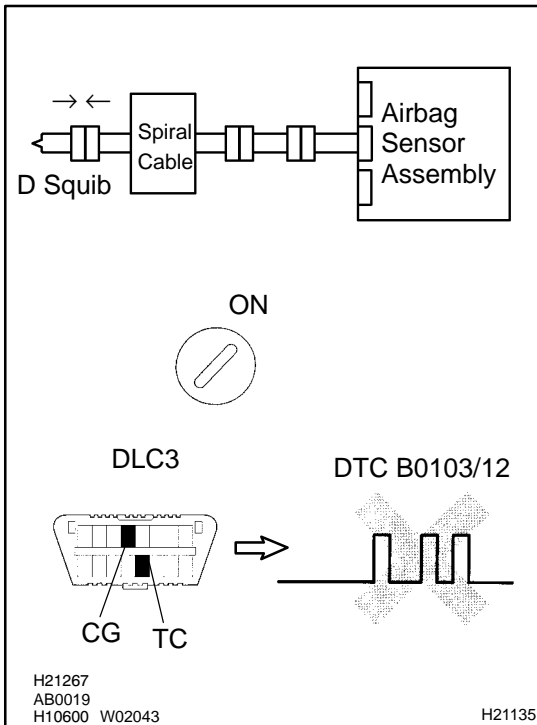 Spiral
Cable
D Squib
Airbag
Sensor
Assembly
ON
DLC3
DTC B0103/12
CG
TC
H21267
AB0019
H10600 W02043
H21135